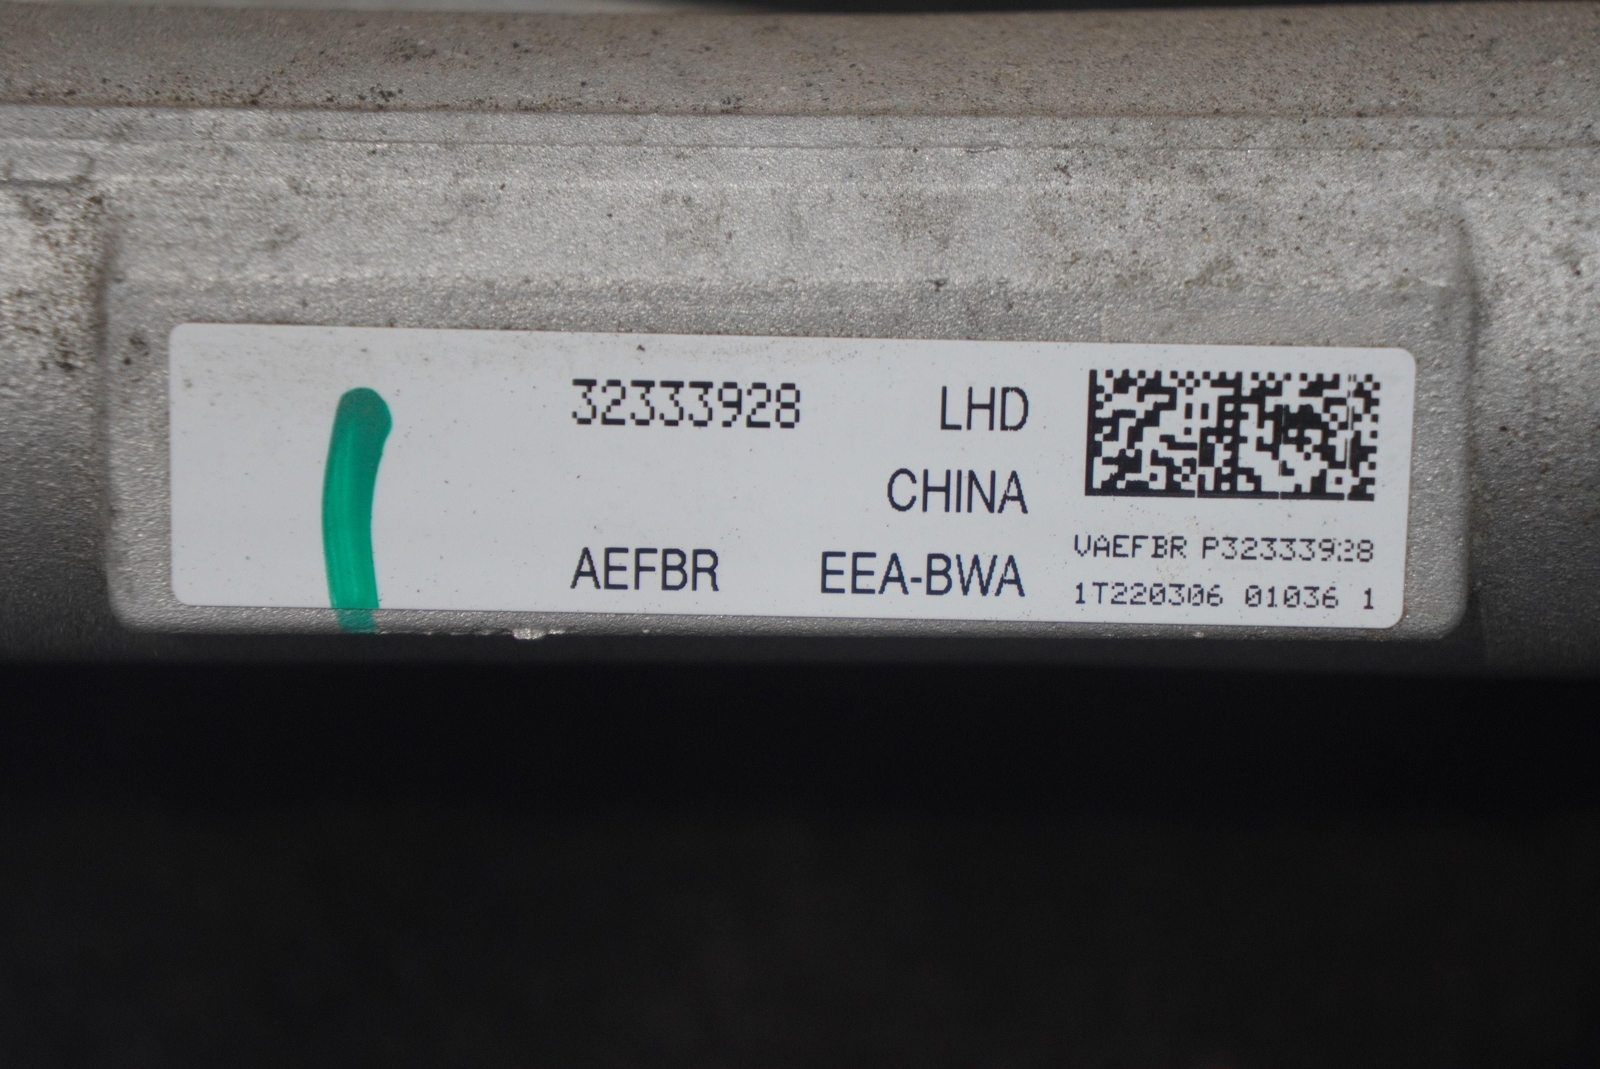 32333928 LHD
CHINA
AEFBR EEA-BWA
VAEFBR P32333928
1T220306 01036 1